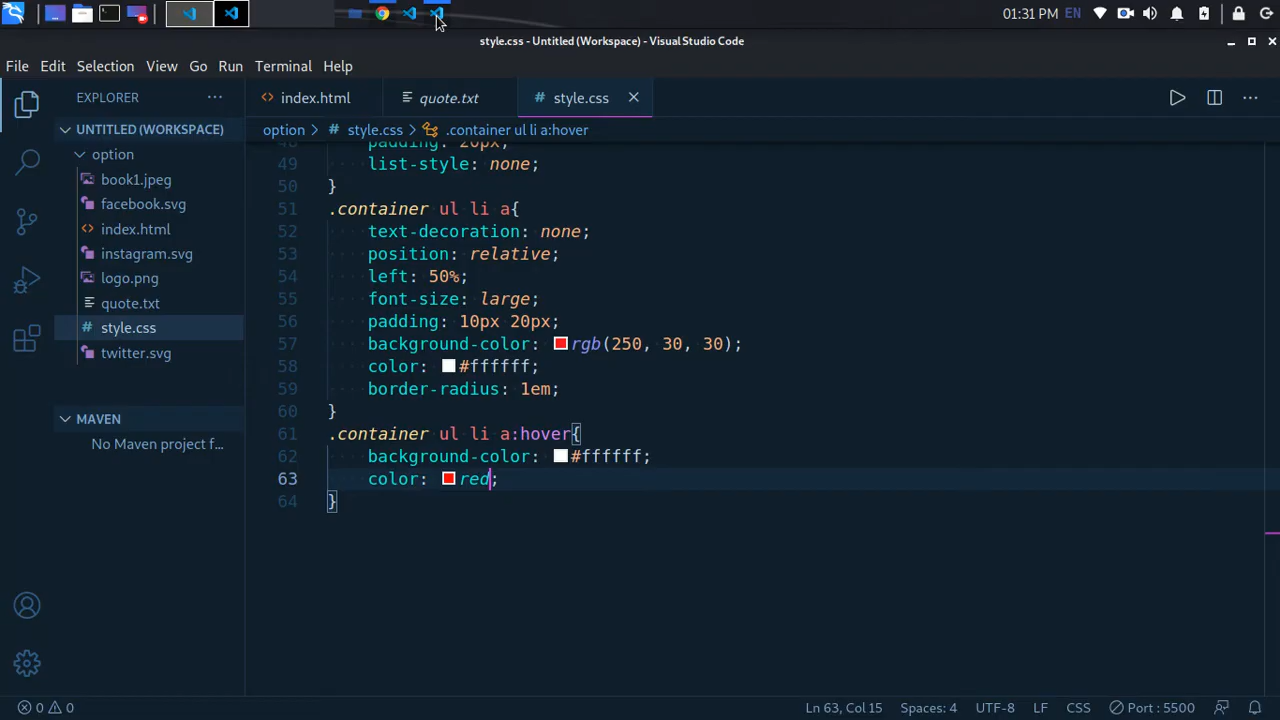 01:31 PM EN
style.css - Untitled (Workspace) - Visual Studio Code
File Edit Selection View Go Run Terminal Help
EXPLORER ··· index.html quote.txt style.css
UNTITLED (WORKSPACE)
option > # style.css > .container ul li a:hover
option
book1.jpeg
facebook.svg
index.html
instagram.svg
logo.png
quote.txt
# style.css
twitter.svg
MAVEN
No Maven project f...
48 padding: 20px;
49 list-style: none;
50 }
51 .container ul li a{
52 text-decoration: none;
53 position: relative;
54 left: 50%;
55 font-size: large;
56 padding: 10px 20px;
57 background-color: rgb(250, 30, 30);
58 color: #ffffff;
59 border-radius: 1em;
60 }
61 .container ul li a:hover{
62 background-color: #ffffff;
63 color: red;
64 }
0 0 Ln 63, Col 15 Spaces: 4 UTF-8 LF CSS Port : 5500